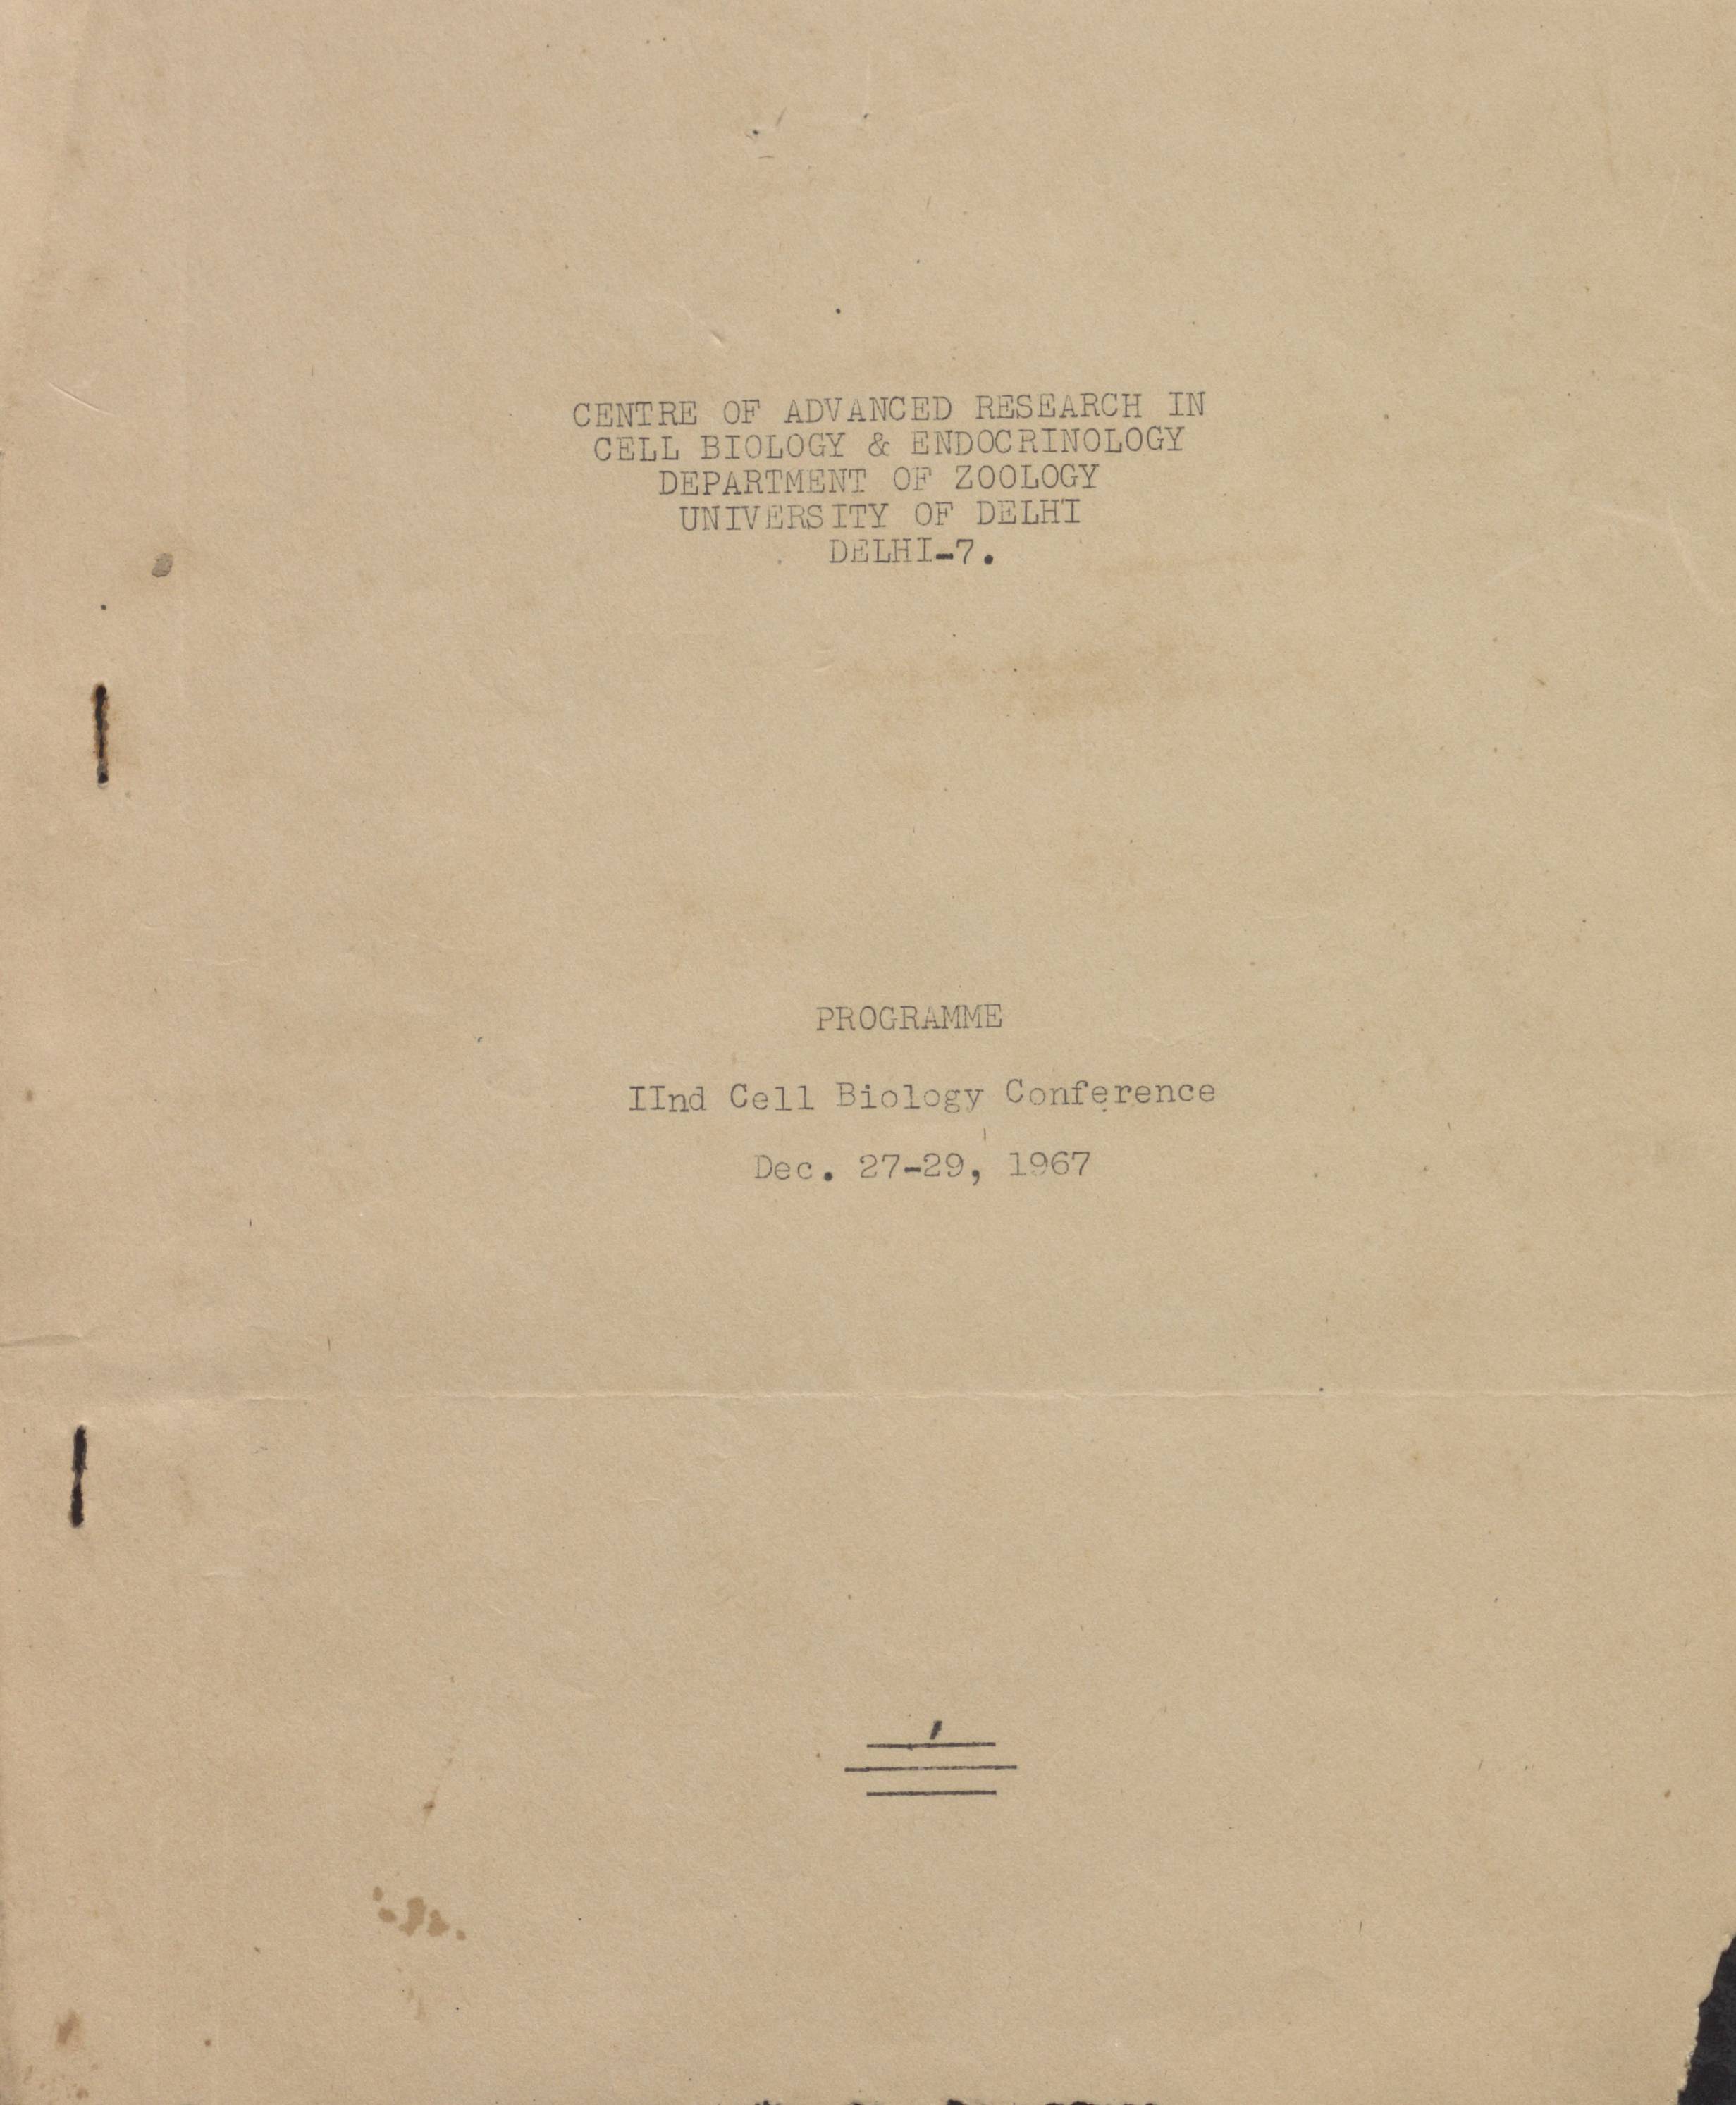 CENTRE OF ADVANCED RESEARCH IN
CELL BIOLOGY & ENDOCRINOLOGY
DEPARTMENT OF ZOOLOGY
UNIVERSITY OF DELHI
DELHI-7.
PROGRAMME
IInd Cell Biology Conference
Dec. 27-29, 1967